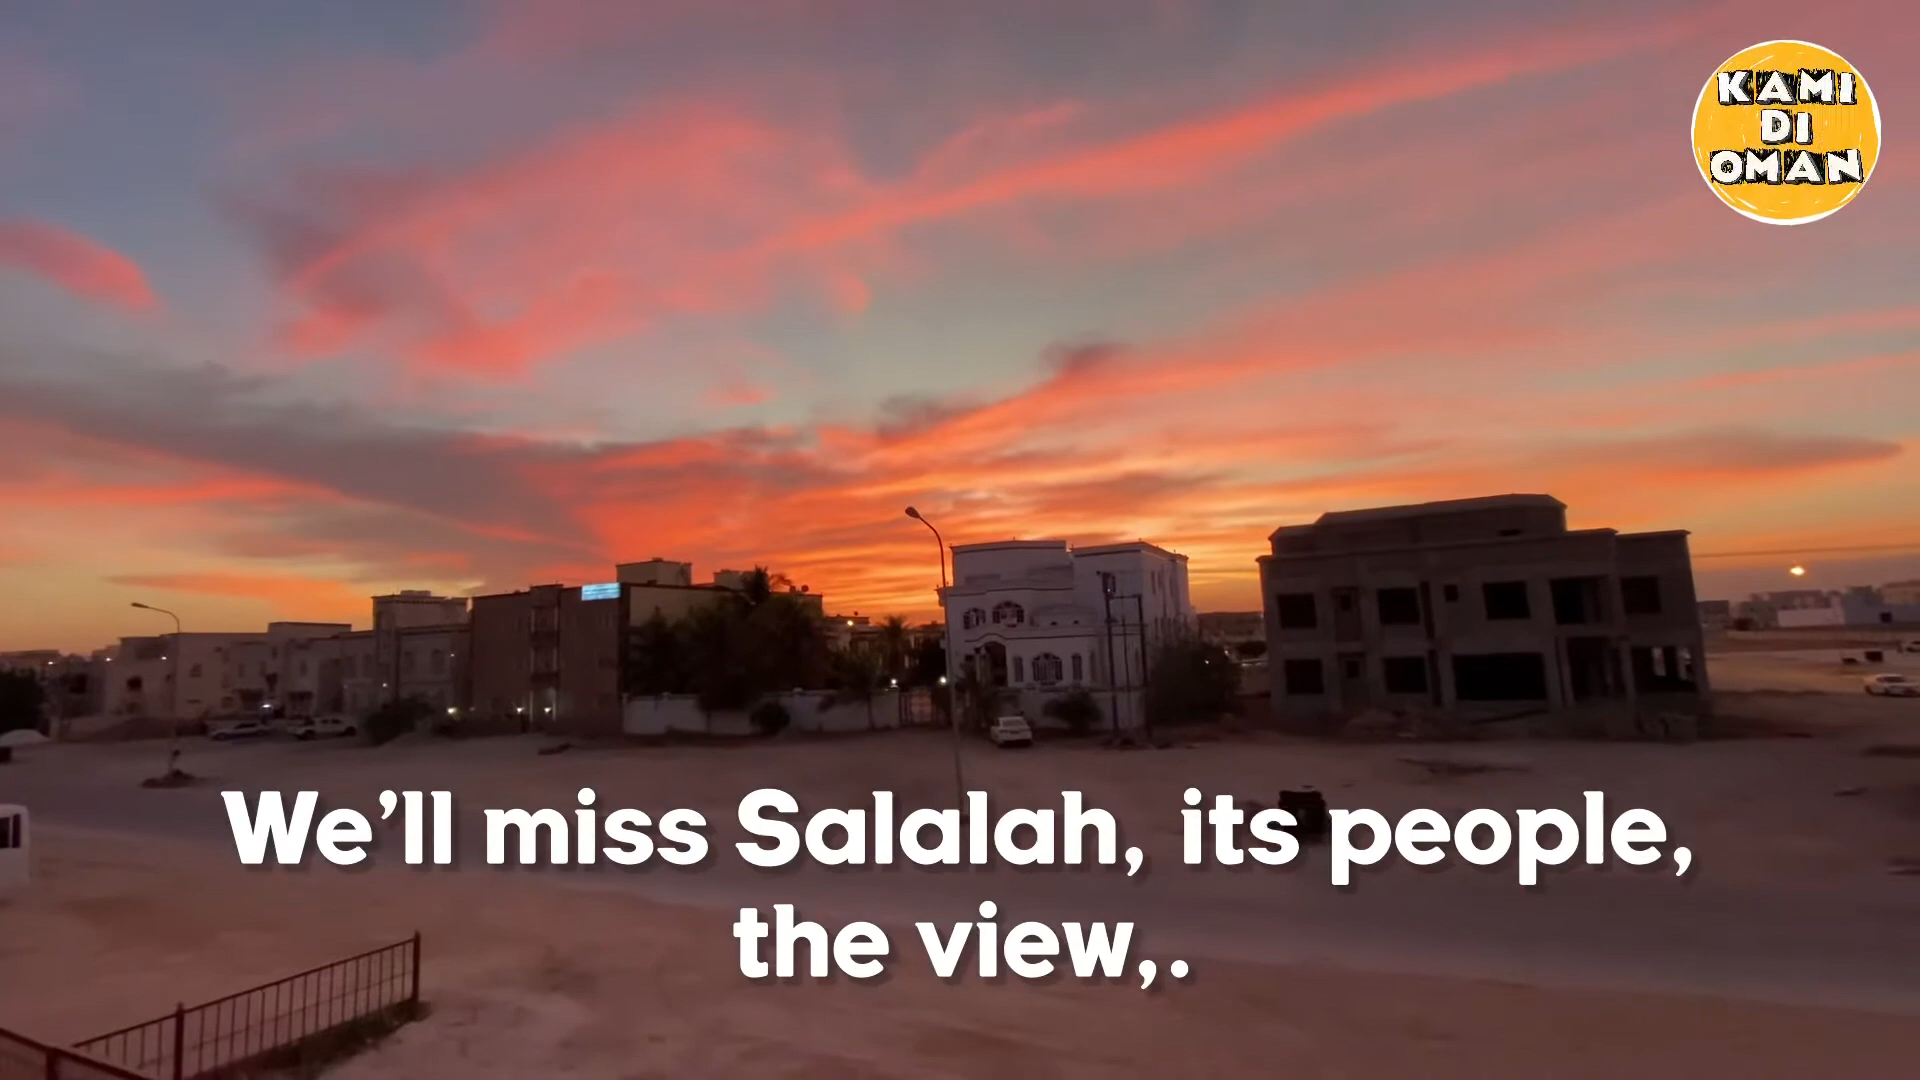 KAMI
DI
OMAN
We'll miss Salalah, its people,
the view,.